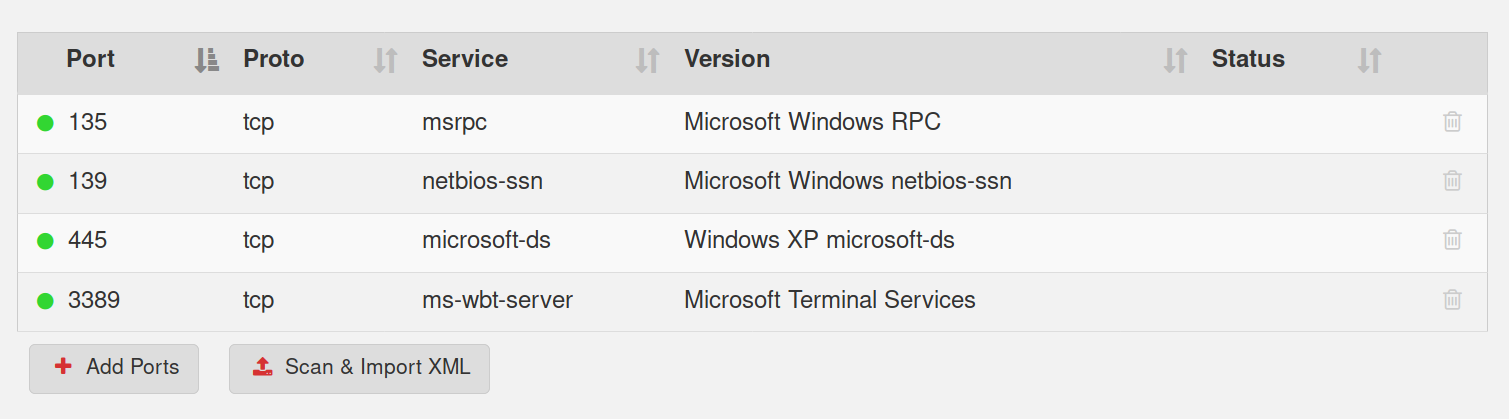 Port Proto Service Version Status
135 tcp msrpc Microsoft Windows RPC
139 tcp netbios-ssn Microsoft Windows netbios-ssn
445 tcp microsoft-ds Windows XP microsoft-ds
3389 tcp ms-wbt-server Microsoft Terminal Services
Add Ports Scan & Import XML